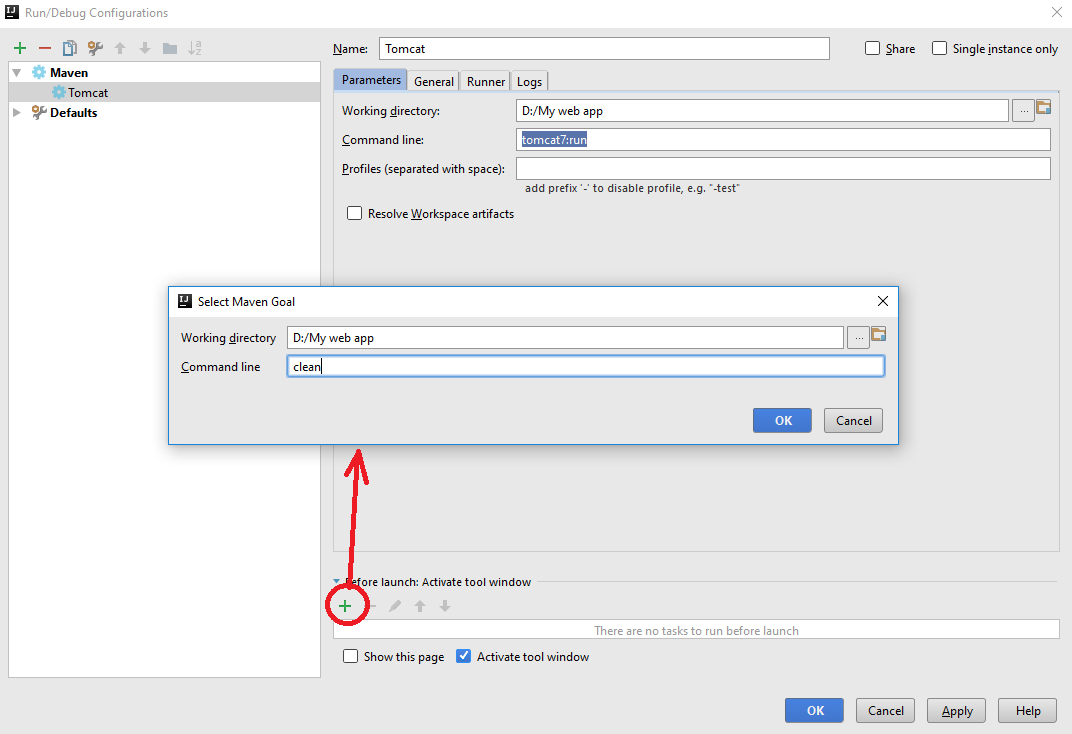 Run/Debug Configurations
Name: Tomcat Share Single instance only
Maven
Tomcat
Defaults
Parameters General Runner Logs
Working directory: D:/My web app ...
Command line: tomcat7:run
Profiles (separated with space):
add prefix '-' to disable profile, e.g. "-test"
Resolve Workspace artifacts
Select Maven Goal
Working directory D:/My web app ...
Command line clean
OK Cancel
Before launch: Activate tool window
There are no tasks to run before launch
Show this page Activate tool window
OK Cancel Apply Help